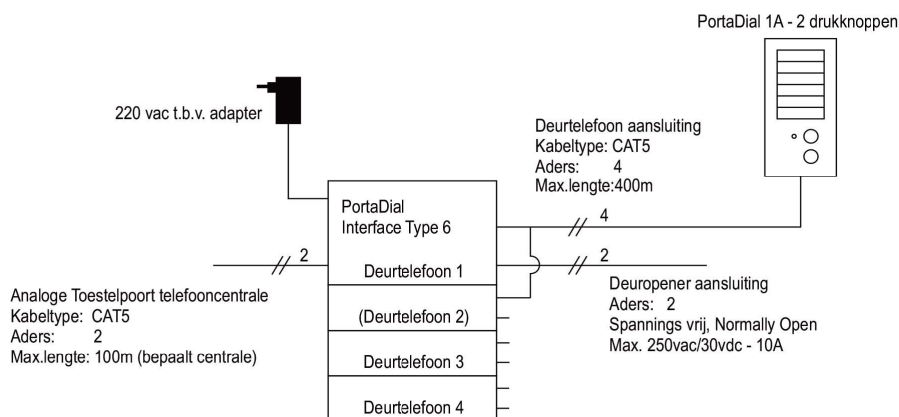 PortaDial 1A - 2 drukknoppen
220 vac t.b.v. adapter
Deurtelefoon aansluiting
Kabeltype: CAT5
Aders: 4
Max.lengte:400m
PortaDial
Interface Type 6
4
2
Deurtelefoon 1
2
Analoge Toestelpoort telefooncentrale
Kabeltype: CAT5
Aders: 2
Max.lengte: 100m (bepaalt centrale)
(Deurtelefoon 2)
Deurtelefoon 3
Deurtelefoon 4
Deuropener aansluiting
Aders: 2
Spannings vrij, Normally Open
Max. 250vac/30vdc - 10A